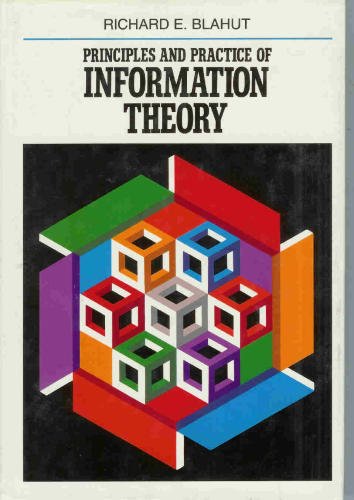 RICHARD E. BLAHUT
PRINCIPLES AND PRACTICE OF
INFORMATION
THEORY